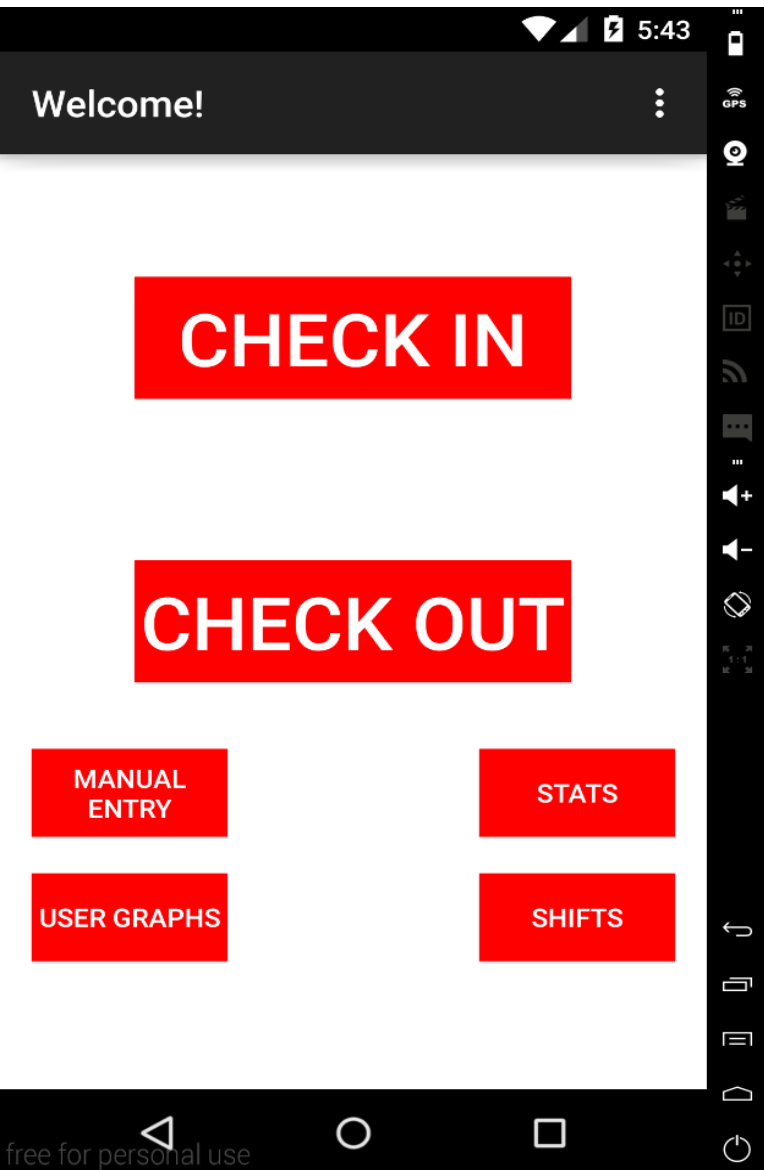 5:43
Welcome!
GPS
CHECK IN
ID
CHECK OUT
1:1
MANUAL
ENTRY
STATS
USER GRAPHS
SHIFTS
free for personal use